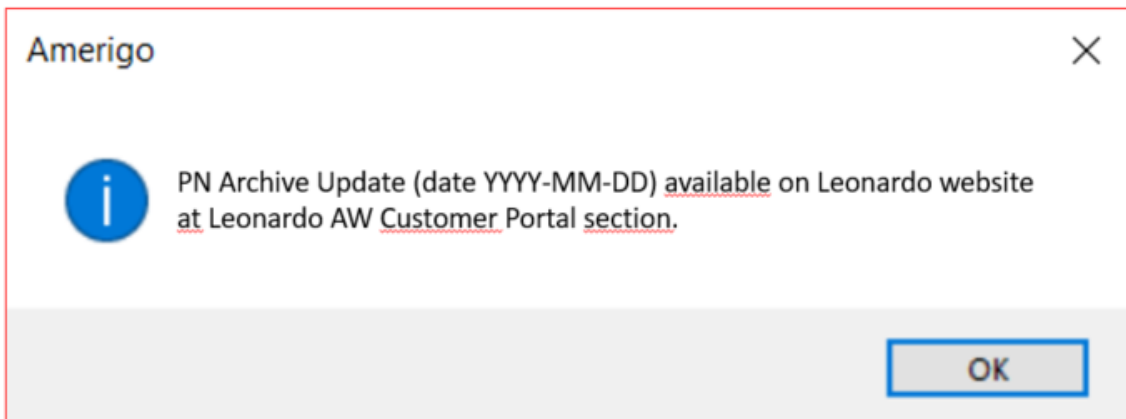 Amerigo
PN Archive Update (date YYYY-MM-DD) available on Leonardo website
at Leonardo AW Customer Portal section.
OK